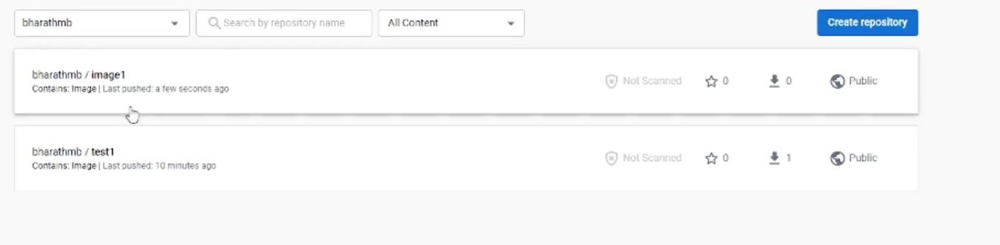 bharathmb
Search by repository name
All Content
Create repository
bharathmb / image1
Contains: Image | Last pushed: a few seconds ago
Not Scanned
0
0
Public
bharathmb / test1
Contains: Image | Last pushed: 10 minutes ago
Not Scanned
0
1
Public